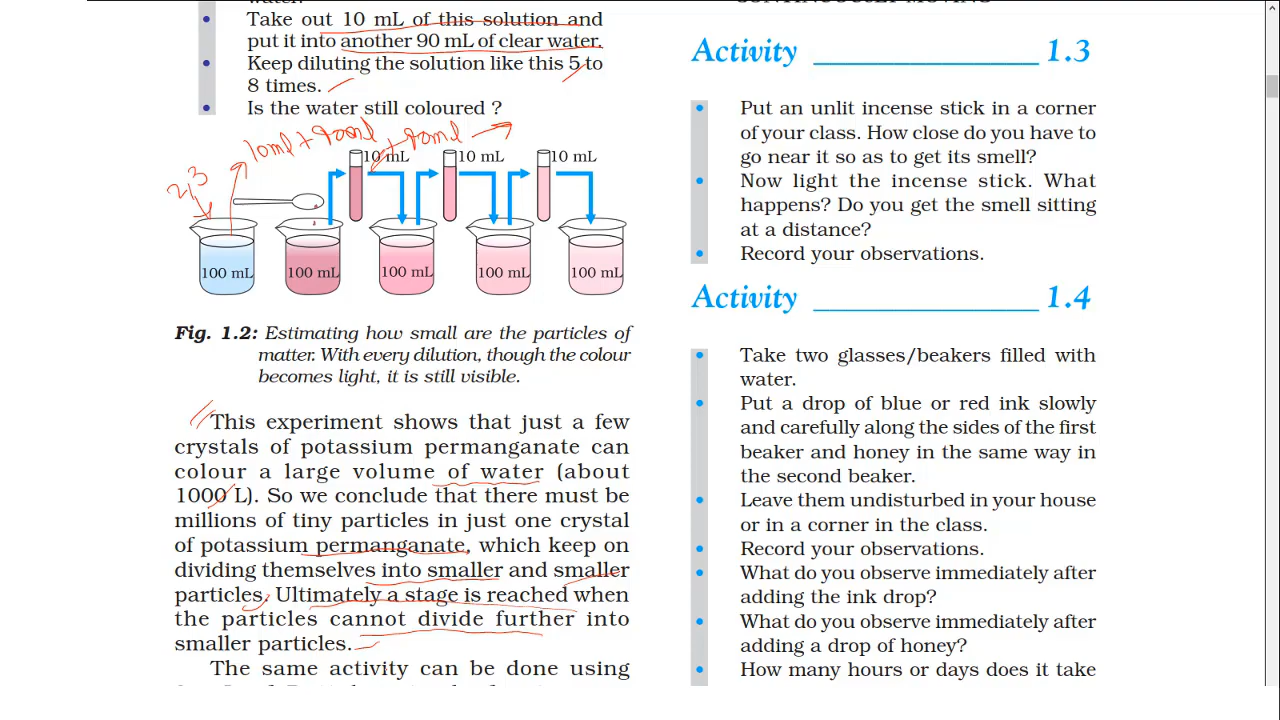 Take out 10 mL of this solution and
put it into another 90 mL of clear water.
Keep diluting the solution like this 5 to
8 times.
Is the water still coloured ?
10ml + 90ml + 90ml
2,3
10 mL
10 mL
10 mL
100 mL
100 mL
100 mL
100 mL
100 mL
Fig. 1.2: Estimating how small are the particles of
matter. With every dilution, though the colour
becomes light, it is still visible.
This experiment shows that just a few
crystals of potassium permanganate can
colour a large volume of water (about
1000 L). So we conclude that there must be
millions of tiny particles in just one crystal
of potassium permanganate, which keep on
dividing themselves into smaller and smaller
particles. Ultimately a stage is reached when
the particles cannot divide further into
smaller particles.
The same activity can be done using
Activity 1.3
Put an unlit incense stick in a corner
of your class. How close do you have to
go near it so as to get its smell?
Now light the incense stick. What
happens? Do you get the smell sitting
at a distance?
Record your observations.
Activity 1.4
Take two glasses/beakers filled with
water.
Put a drop of blue or red ink slowly
and carefully along the sides of the first
beaker and honey in the same way in
the second beaker.
Leave them undisturbed in your house
or in a corner in the class.
Record your observations.
What do you observe immediately after
adding the ink drop?
What do you observe immediately after
adding a drop of honey?
How many hours or days does it take